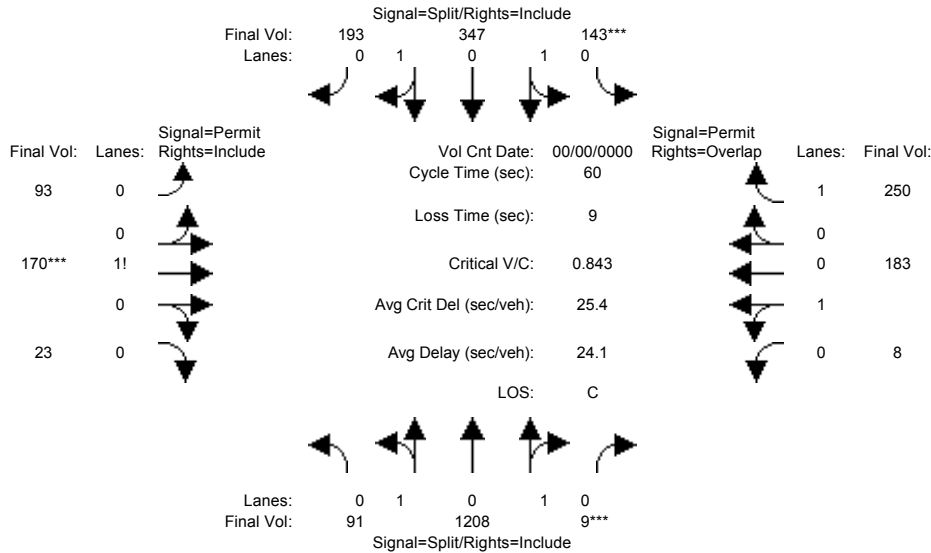 Signal=Split/Rights=Include
Final Vol: 193 347 143***
Lanes: 0 1 0 1 0
Signal=Permit Signal=Permit
Final Vol: Lanes: Rights=Include Vol Cnt Date: 00/00/0000 Rights=Overlap Lanes: Final Vol:
Cycle Time (sec): 60
93 0 1 250
Loss Time (sec): 9
0 0
170*** 1! Critical V/C: 0.843 0 183
0 Avg Crit Del (sec/veh): 25.4 1
23 0 Avg Delay (sec/veh): 24.1 0 8
LOS: C
Lanes: 0 1 0 1 0
Final Vol: 91 1208 9***
Signal=Split/Rights=Include